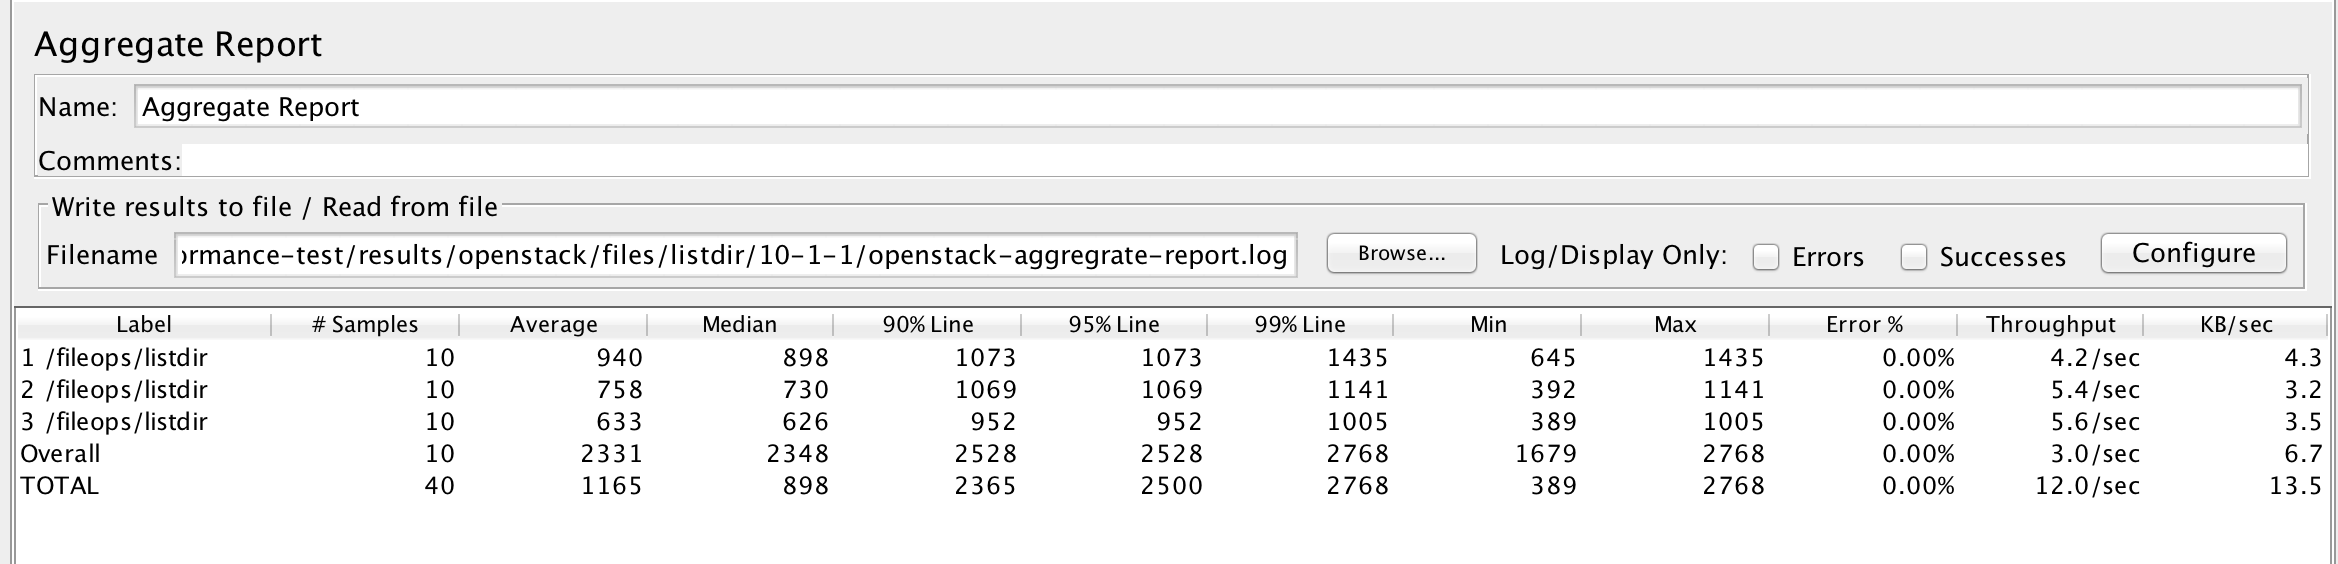 Aggregate Report
Name: Aggregate Report
Comments:
Write results to file / Read from file
Filename ormance-test/results/openstack/files/listdir/10-1-1/openstack-aggregrate-report.log Browse... Log/Display Only: Errors Successes Configure
Label # Samples Average Median 90% Line 95% Line 99% Line Min Max Error % Throughput KB/sec
1 /fileops/listdir 10 940 898 1073 1073 1435 645 1435 0.00% 4.2/sec 4.3
2 /fileops/listdir 10 758 730 1069 1069 1141 392 1141 0.00% 5.4/sec 3.2
3 /fileops/listdir 10 633 626 952 952 1005 389 1005 0.00% 5.6/sec 3.5
Overall 10 2331 2348 2528 2528 2768 1679 2768 0.00% 3.0/sec 6.7
TOTAL 40 1165 898 2365 2500 2768 389 2768 0.00% 12.0/sec 13.5